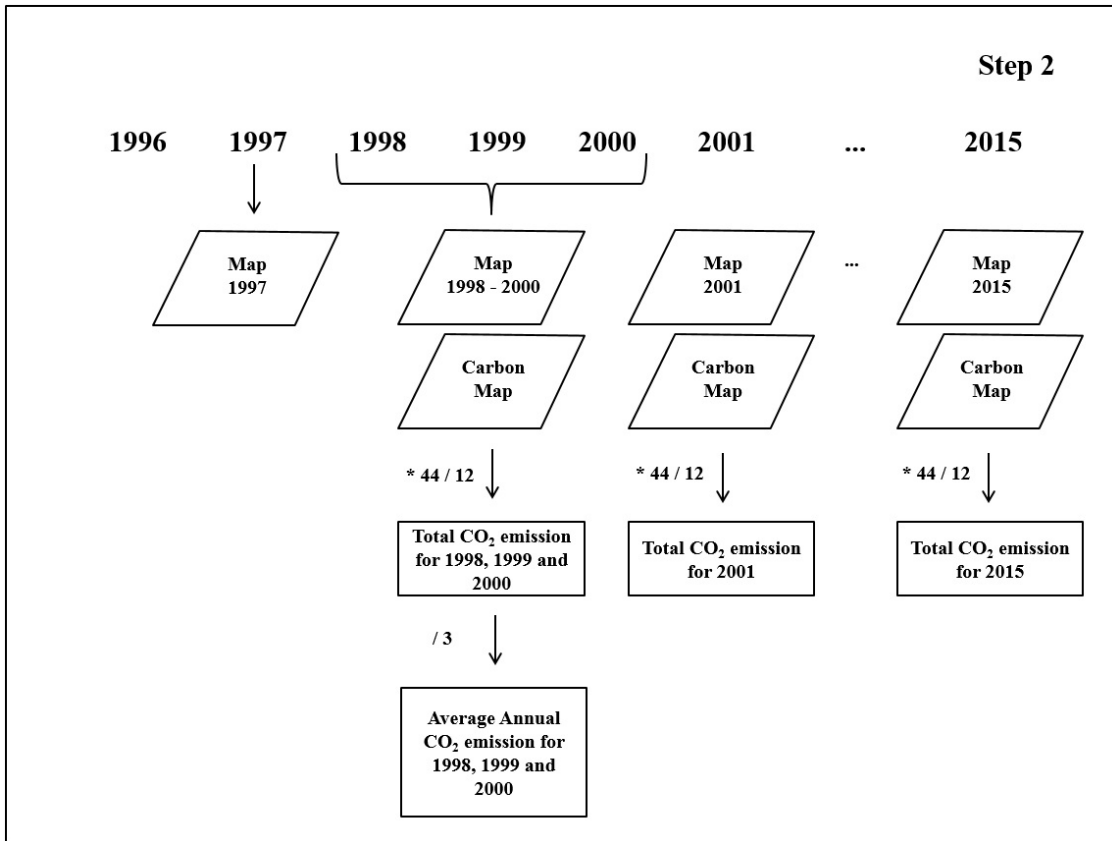 Step 2
1996 1997 1998 1999 2000 2001 ... 2015
Map
1997
Map
1998 - 2000
Map
2001
...
Map
2015
Carbon
Map
Carbon
Map
Carbon
Map
* 44 / 12
* 44 / 12
* 44 / 12
Total CO₂ emission
for 1998, 1999 and
2000
Total CO₂ emission
for 2001
Total CO₂ emission
for 2015
/ 3
Average Annual
CO₂ emission for
1998, 1999 and
2000